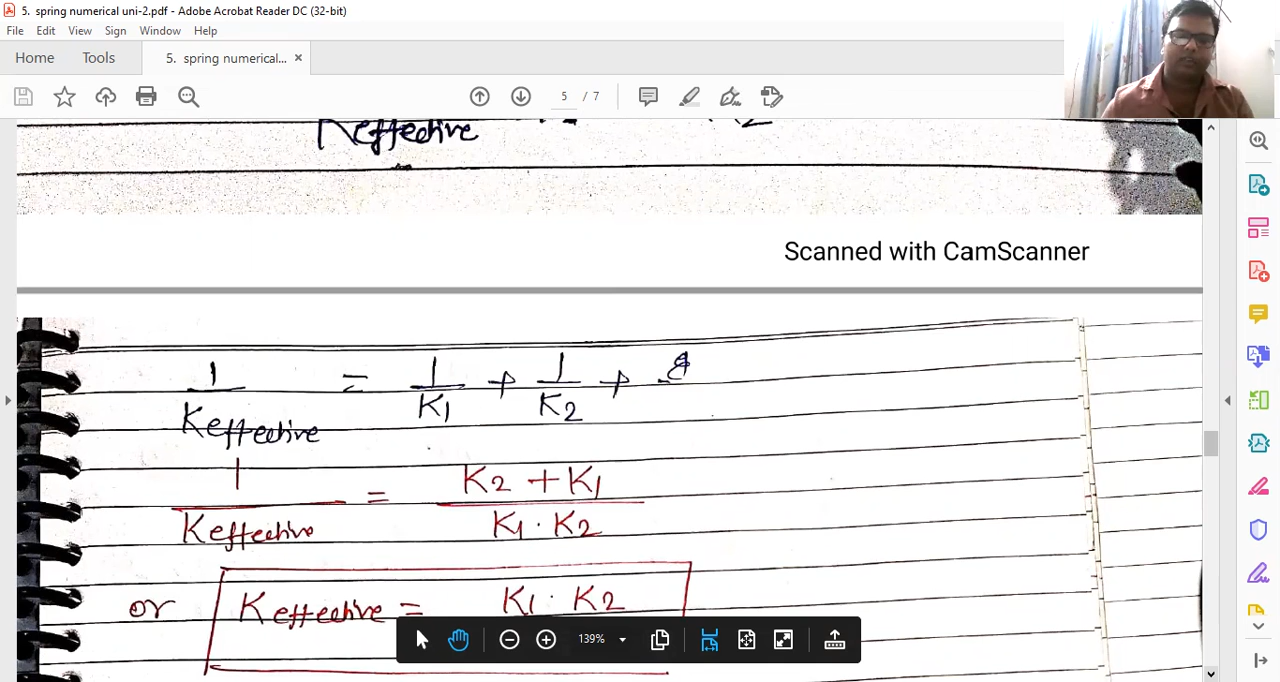 5. spring numerical uni-2.pdf - Adobe Acrobat Reader DC (32-bit)
File Edit View Sign Window Help
Home Tools 5. spring numerical... ×
5 / 7
Keffective
Scanned with CamScanner
1/Keffective = 1/K1 + 1/K2 +
1/Keffective = K2 + K1 / K1 . K2
or Keffective = K1 . K2
139%